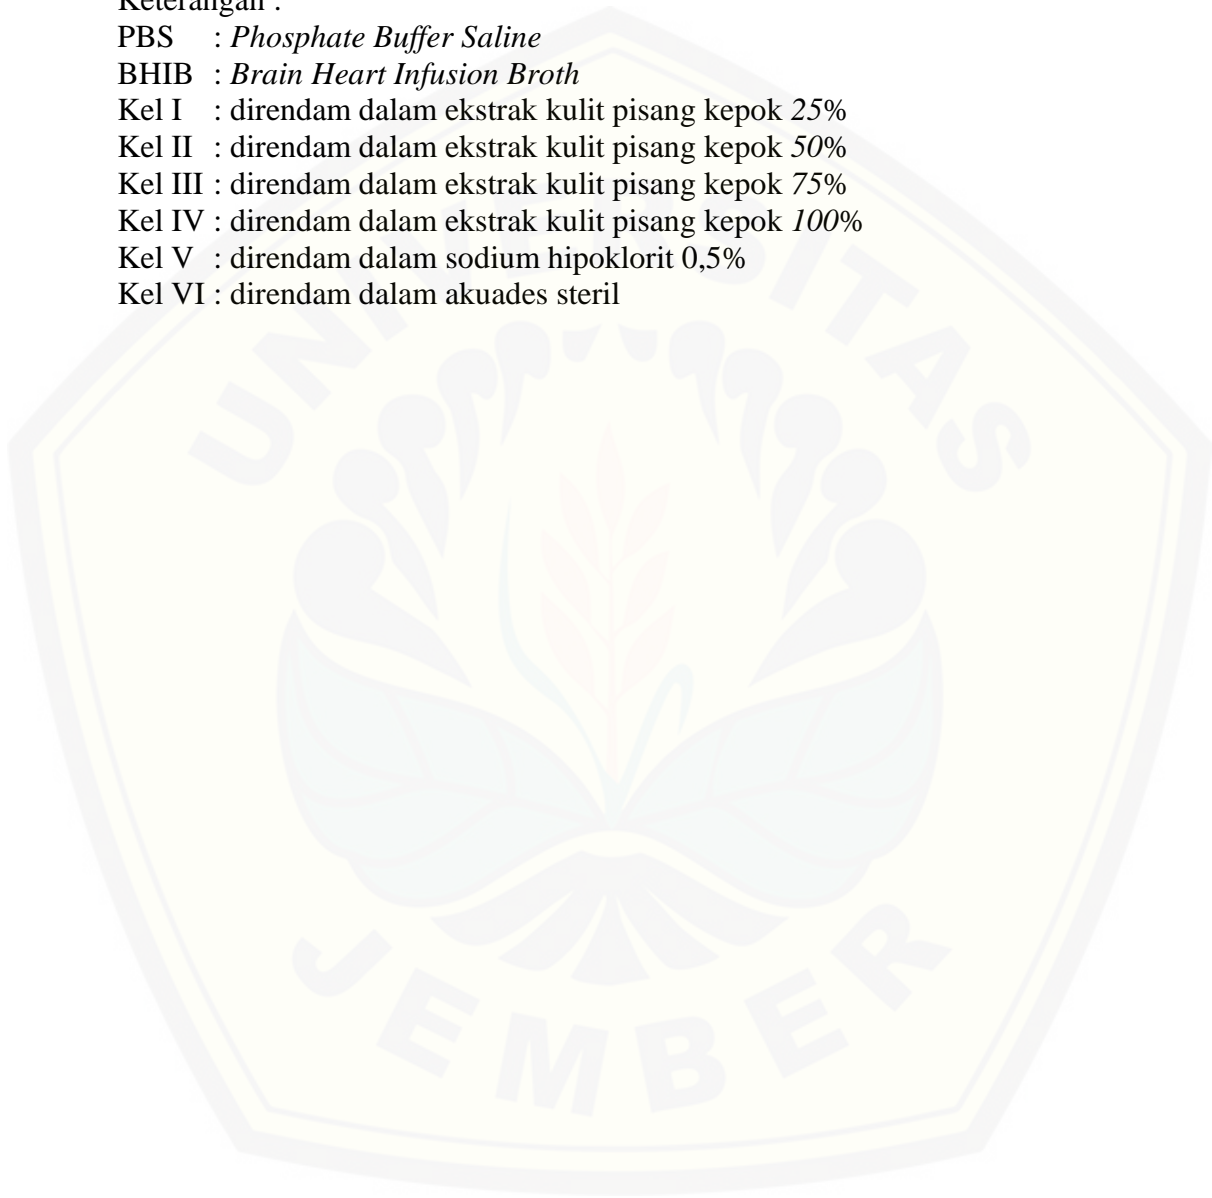 Keterangan :
PBS : Phosphate Buffer Saline
BHIB : Brain Heart Infusion Broth
Kel I : direndam dalam ekstrak kulit pisang kepok 25%
Kel II : direndam dalam ekstrak kulit pisang kepok 50%
Kel III : direndam dalam ekstrak kulit pisang kepok 75%
Kel IV : direndam dalam ekstrak kulit pisang kepok 100%
Kel V : direndam dalam sodium hipoklorit 0,5%
Kel VI : direndam dalam akuades steril
UNIVERSITAS
JEMBER